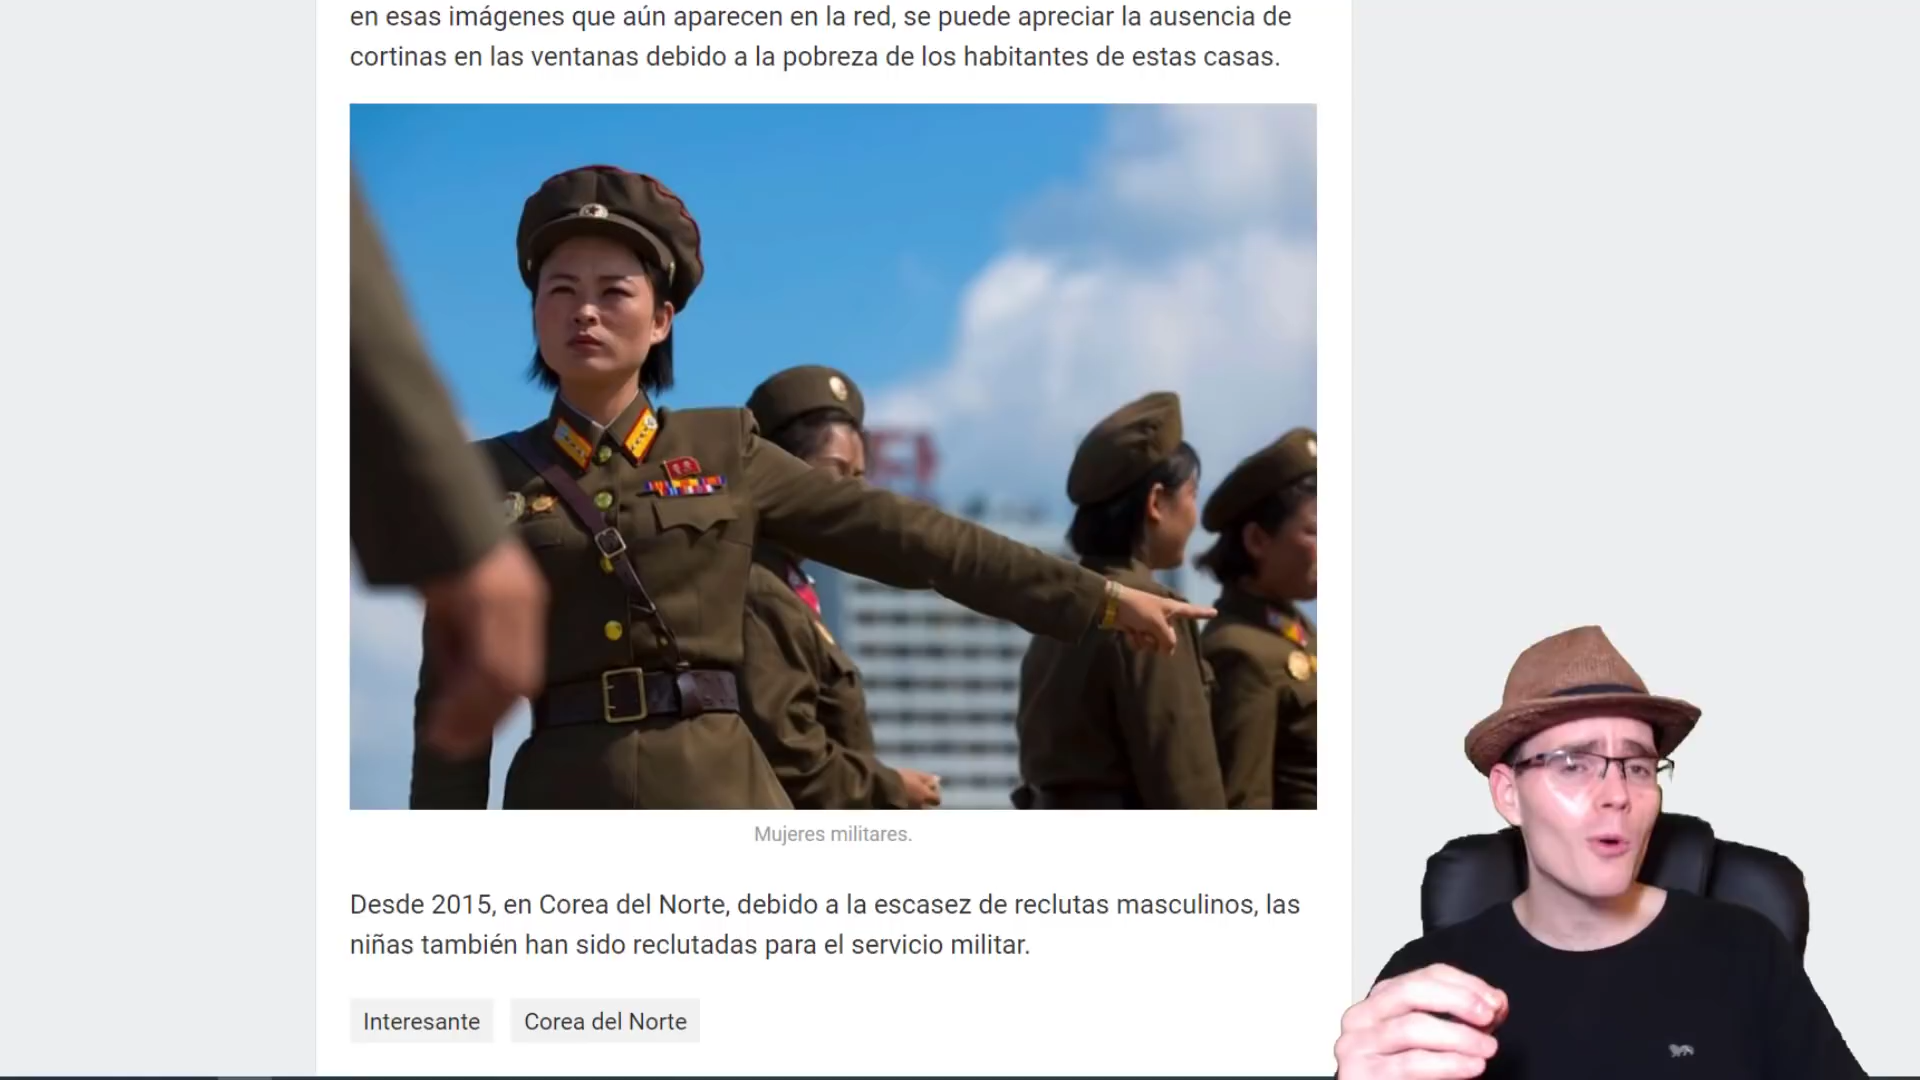 en esas imágenes que aún aparecen en la red, se puede apreciar la ausencia de
cortinas en las ventanas debido a la pobreza de los habitantes de estas casas.
Mujeres militares.
Desde 2015, en Corea del Norte, debido a la escasez de reclutas masculinos, las
niñas también han sido reclutadas para el servicio militar.
Interesante
Corea del Norte